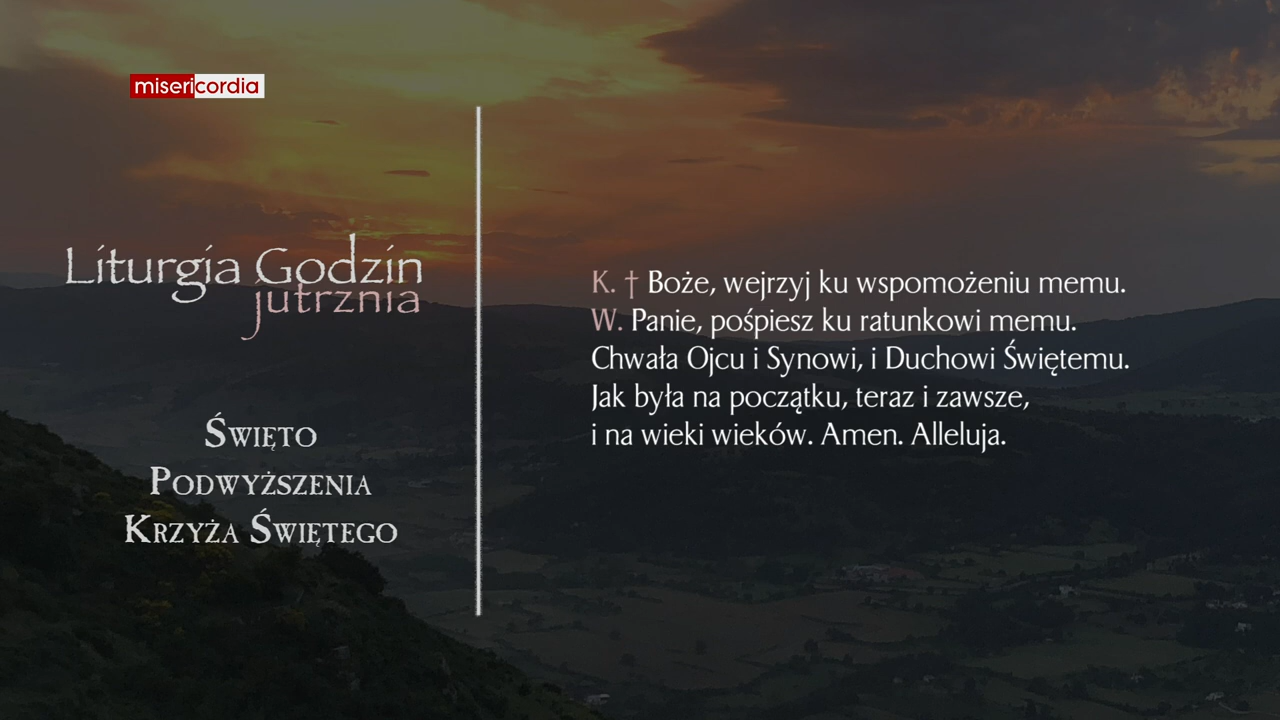 misericordia
Liturgia Godzin
jutrznia
Święto
Podwyższenia
Krzyża Świętego
K. † Boże, wejrzyj ku wspomożeniu memu.
W. Panie, pośpiesz ku ratunkowi memu.
Chwała Ojcu i Synowi, i Duchowi Świętemu.
Jak była na początku, teraz i zawsze,
i na wieki wieków. Amen. Alleluja.